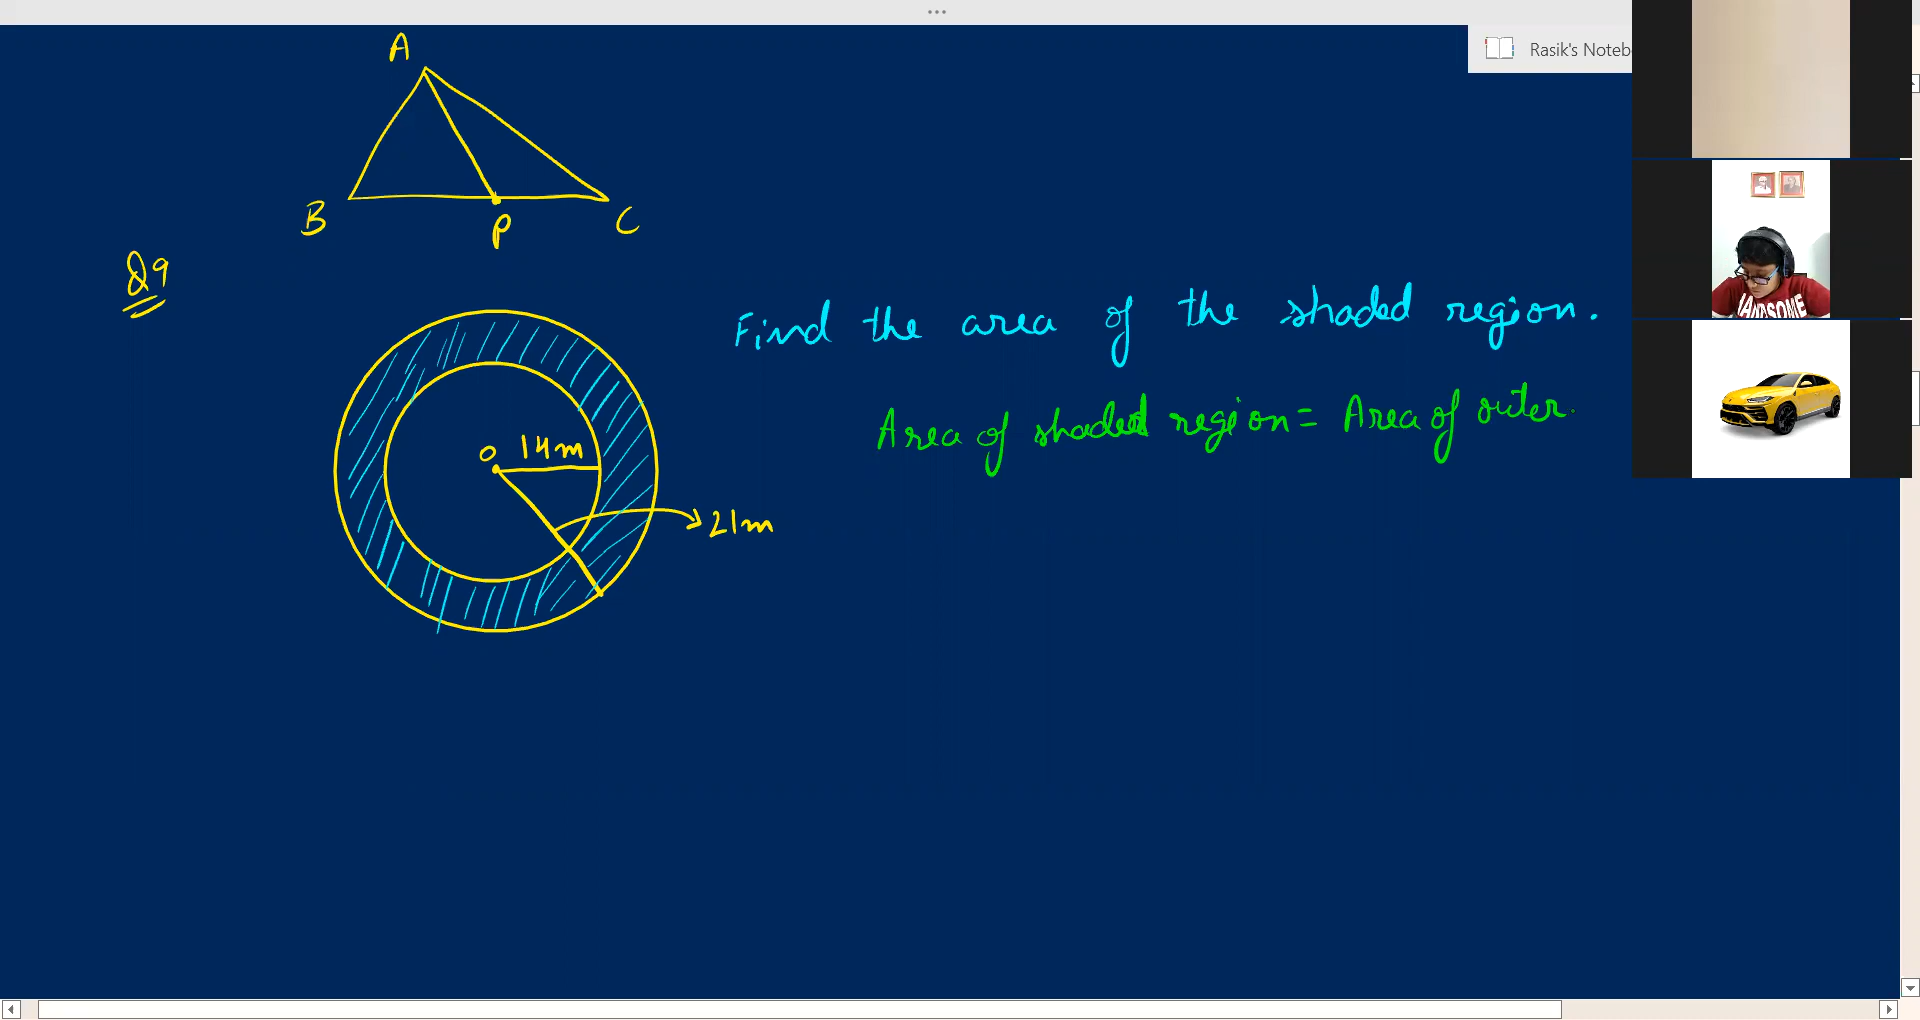 Rasik's Noteb
A
B
P
C
Q9
Find the area of the shaded region.
Area of shaded region = Area of outer
O
14m
21m
HANDSOME